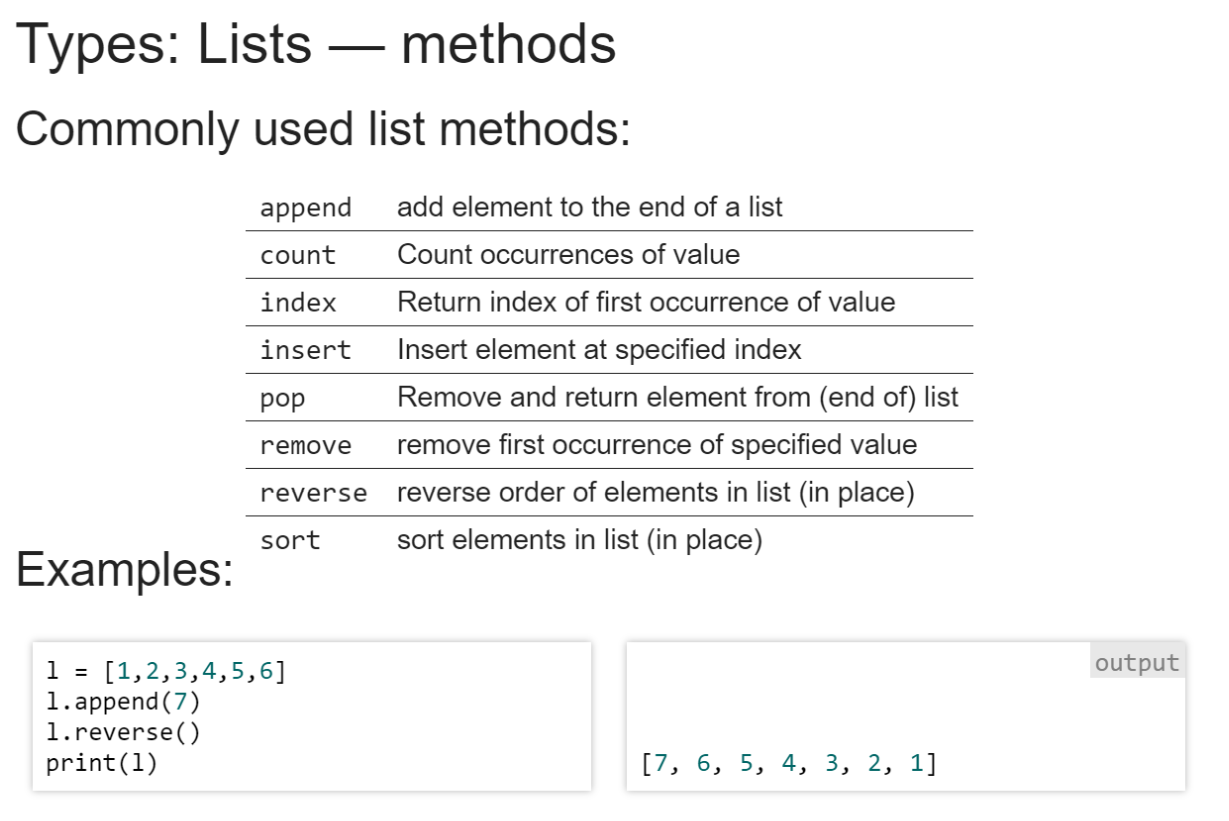 Types: Lists — methods
Commonly used list methods:
append add element to the end of a list
count Count occurrences of value
index Return index of first occurrence of value
insert Insert element at specified index
pop Remove and return element from (end of) list
remove remove first occurrence of specified value
reverse reverse order of elements in list (in place)
sort sort elements in list (in place)
Examples:
l = [1,2,3,4,5,6]
l.append(7)
l.reverse()
print(l)
output
[7, 6, 5, 4, 3, 2, 1]